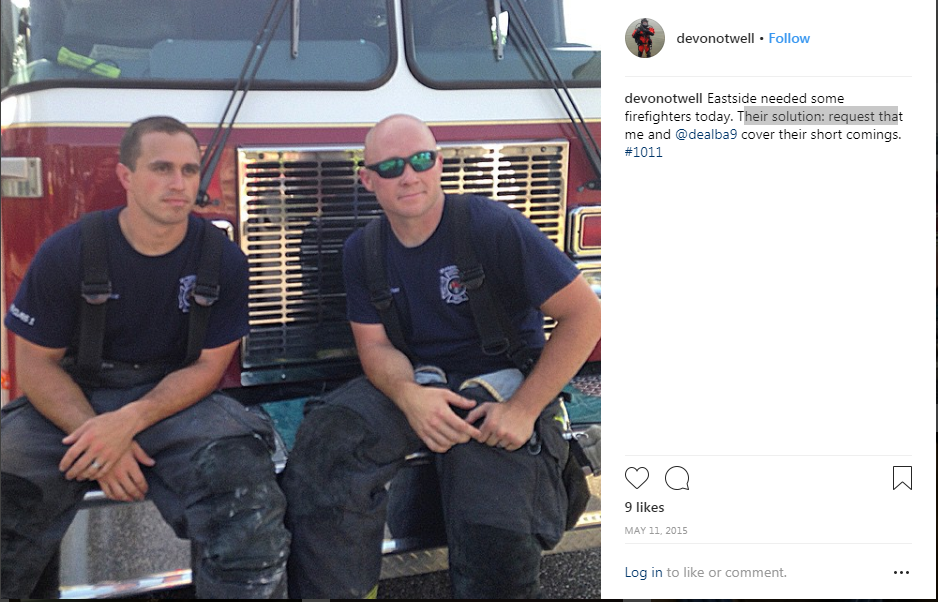 devonotwell • Follow
devonotwell Eastside needed some
firefighters today. Their solution: request that
me and @dealba9 cover their short comings.
#1011
9 likes
MAY 11, 2015
Log in to like or comment.